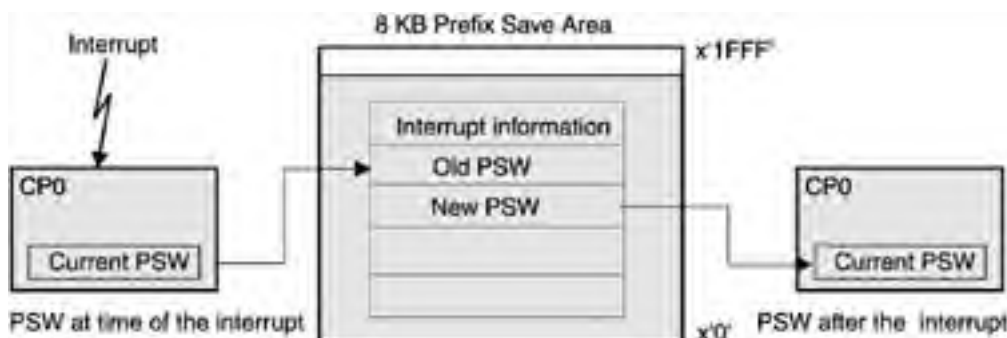 8 KB Prefix Save Area
x'1FFF'
Interrupt
Interrupt information
Old PSW
New PSW
CP0
Current PSW
CP0
Current PSW
PSW at time of the interrupt
x'0'
PSW after the interrupt